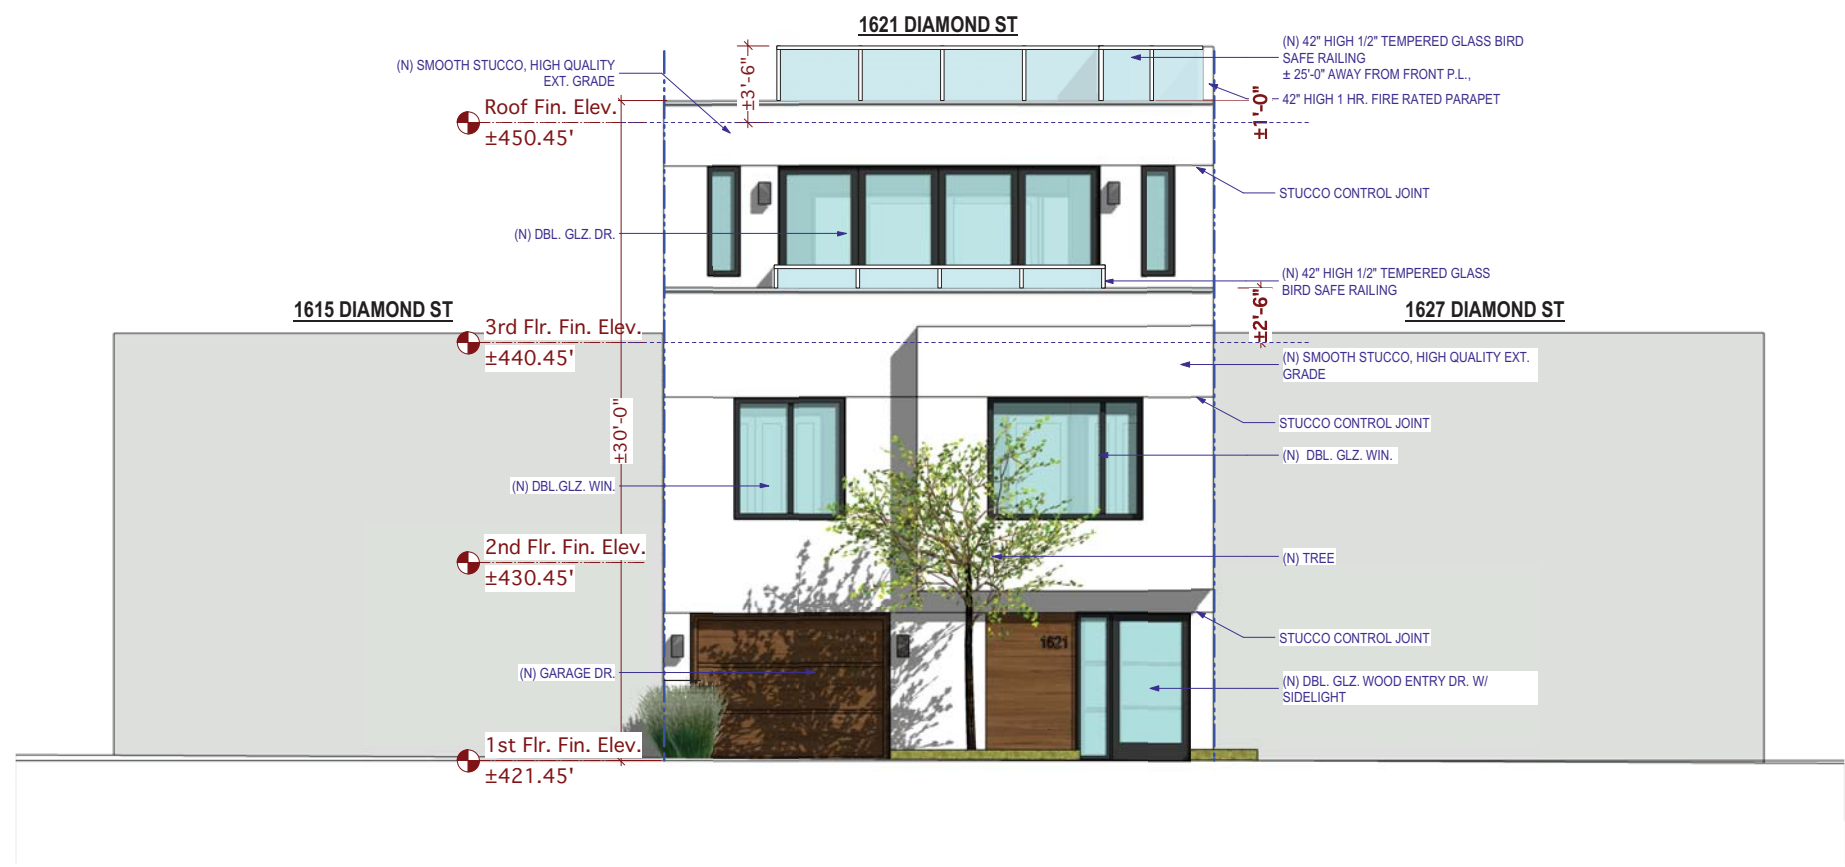 1621 DIAMOND ST
(N) SMOOTH STUCCO, HIGH QUALITY
EXT. GRADE
±3'-6"
(N) 42" HIGH 1/2" TEMPERED GLASS BIRD
SAFE RAILING
± 25'-0" AWAY FROM FRONT P.L.,
42" HIGH 1 HR. FIRE RATED PARAPET
±1'-0"
Roof Fin. Elev.
±450.45'
STUCCO CONTROL JOINT
(N) DBL. GLZ. DR.
(N) 42" HIGH 1/2" TEMPERED GLASS
BIRD SAFE RAILING
±2'-6"
1615 DIAMOND ST
1627 DIAMOND ST
3rd Flr. Fin. Elev.
±440.45'
(N) SMOOTH STUCCO, HIGH QUALITY EXT.
GRADE
±30'-0"
STUCCO CONTROL JOINT
(N) DBL. GLZ. WIN.
(N) DBL.GLZ. WIN.
2nd Flr. Fin. Elev.
±430.45'
(N) TREE
1621
STUCCO CONTROL JOINT
(N) GARAGE DR.
(N) DBL. GLZ. WOOD ENTRY DR. W/
SIDELIGHT
1st Flr. Fin. Elev.
±421.45'